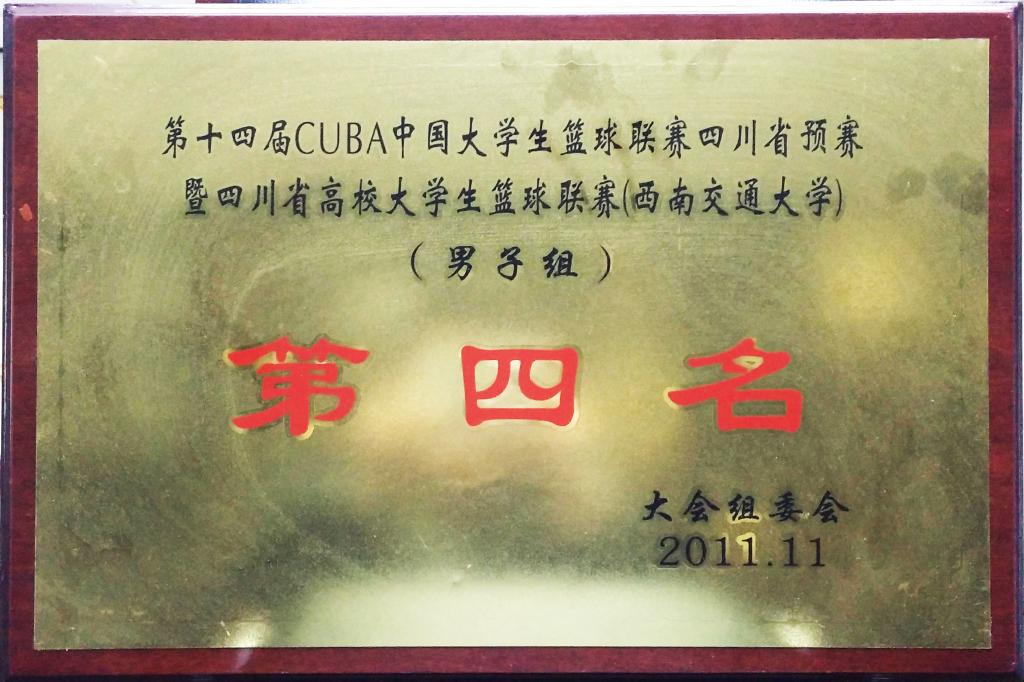 第十四届CUBA中国大学生篮球联赛四川省预赛
暨四川省高校大学生篮球联赛(西南交通大学)
(男子组)
第四名
大会组委会
2011.11